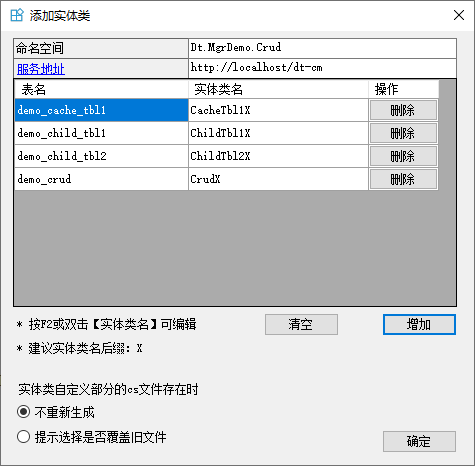 添加实体类
命名空间 Dt.MgrDemo.Crud
服务地址 http://localhost/dt-cm
表名 实体类名 操作
demo_cache_tbl1 CacheTbl1X 删除
demo_child_tbl1 ChildTbl1X 删除
demo_child_tbl2 ChildTbl2X 删除
demo_crud CrudX 删除
* 按F2或双击【实体类名】可编辑 清空 增加
* 建议实体类名后缀：X
实体类自定义部分的cs文件存在时
不重新生成
提示选择是否覆盖旧文件
确定